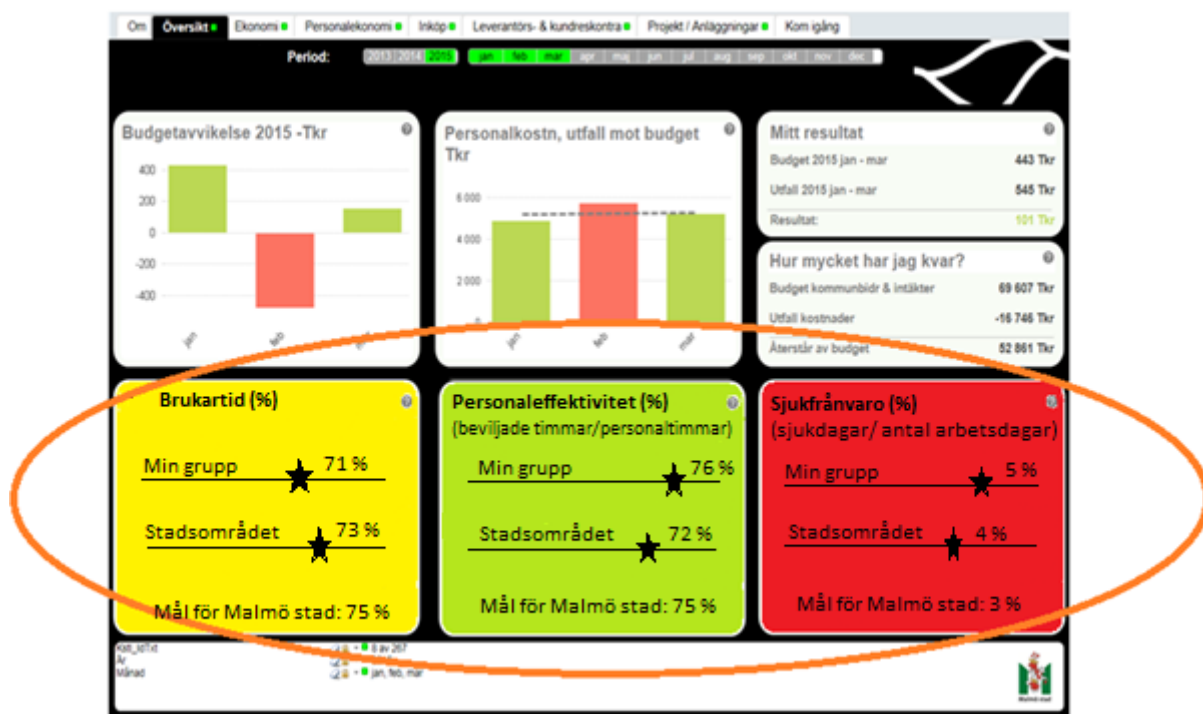 Om Översikt Ekonomi Personalekonomi Inköp Leverantörs- & kundreskontra Projekt / Anläggningar Kom igång
Period: 2013 2014 2015 jan feb mar apr maj jun jul aug sep okt nov dec
Budgetavvikelse 2015 -Tkr
400
200
0
-200
-400
jan feb mar
Personalkostn, utfall mot budget
Tkr
6 000
4 000
2 000
0
jan feb mar
Mitt resultat
Budget 2015 jan - mar 443 Tkr
Utfall 2015 jan - mar 545 Tkr
Resultat: 101 Tkr
Hur mycket har jag kvar?
Budget kommunbidr & intäkter 69 607 Tkr
Utfall kostnader -16 746 Tkr
Återstår av budget 52 861 Tkr
Brukartid (%)
Min grupp 71 %
Stadsområdet 73 %
Mål för Malmö stad: 75 %
Personaleffektivitet (%)
(beviljade timmar/personaltimmar)
Min grupp 76 %
Stadsområdet 72 %
Mål för Malmö stad: 75 %
Sjukfrånvaro (%)
(sjukdagar/ antal arbetsdagar)
Min grupp 5 %
Stadsområdet 4 %
Mål för Malmö stad: 3 %
8 av 267
År
Månad jan, feb, mar
Malmö stad